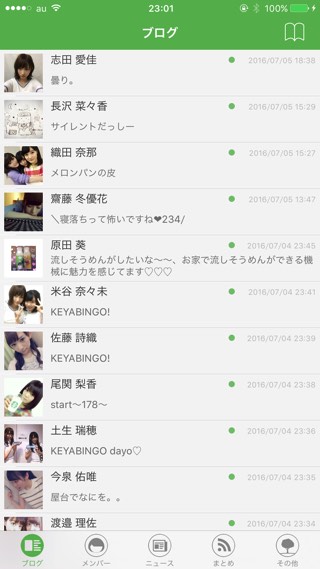 au 23:01 100%
ブログ
志田 愛佳 2016/07/05 18:38
曇り。
長沢 菜々香 2016/07/05 15:29
サイレントだっしー
織田 奈那 2016/07/05 15:27
メロンパンの皮
齋藤 冬優花 2016/07/05 13:47
＼寝落ちって怖いですね❤234/
原田 葵 2016/07/04 23:45
流しそうめんがしたいな〜〜、お家で流しそうめんができる機
械に魅力を感じてます♡♡♡
米谷 奈々未 2016/07/04 23:41
KEYABINGO!
佐藤 詩織 2016/07/04 23:39
KEYABINGO!
尾関 梨香 2016/07/04 23:38
start〜178〜
土生 瑞穂 2016/07/04 23:36
KEYABINGO dayo♡
今泉 佑唯 2016/07/04 23:35
屋台でなにを。。
渡邉 理佐 2016/07/04 23:34
ブログ メンバー ニュース まとめ その他